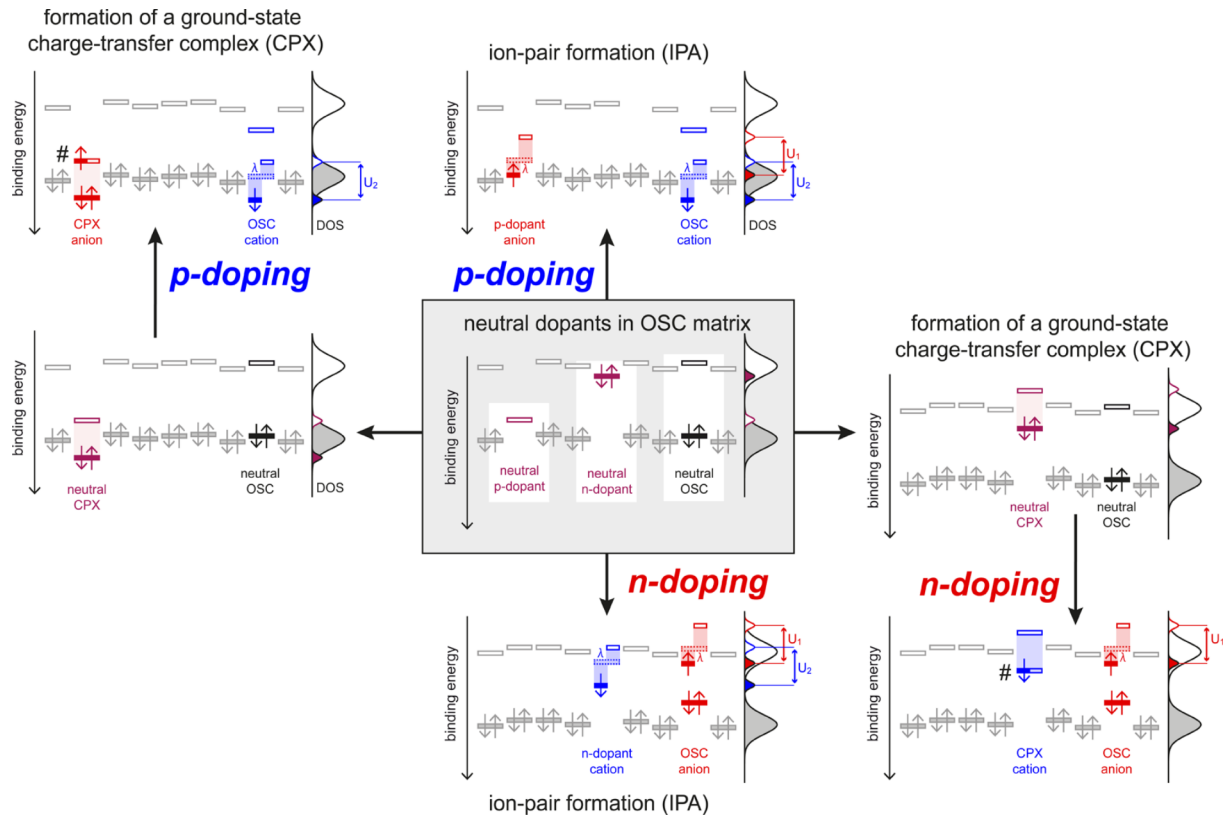 formation of a ground-state
charge-transfer complex (CPX)
binding energy
#
λ
U2
CPX
anion
OSC
cation
DOS
p-doping
ion-pair formation (IPA)
binding energy
λ
λ
U1
U2
p-dopant
anion
OSC
cation
DOS
p-doping
binding energy
neutral
CPX
neutral
OSC
DOS
neutral dopants in OSC matrix
binding energy
neutral
p-dopant
neutral
n-dopant
neutral
OSC
formation of a ground-state
charge-transfer complex (CPX)
binding energy
neutral
CPX
neutral
OSC
n-doping
binding energy
λ
λ
U1
U2
n-dopant
cation
OSC
anion
ion-pair formation (IPA)
n-doping
binding energy
#
λ
U1
CPX
cation
OSC
anion